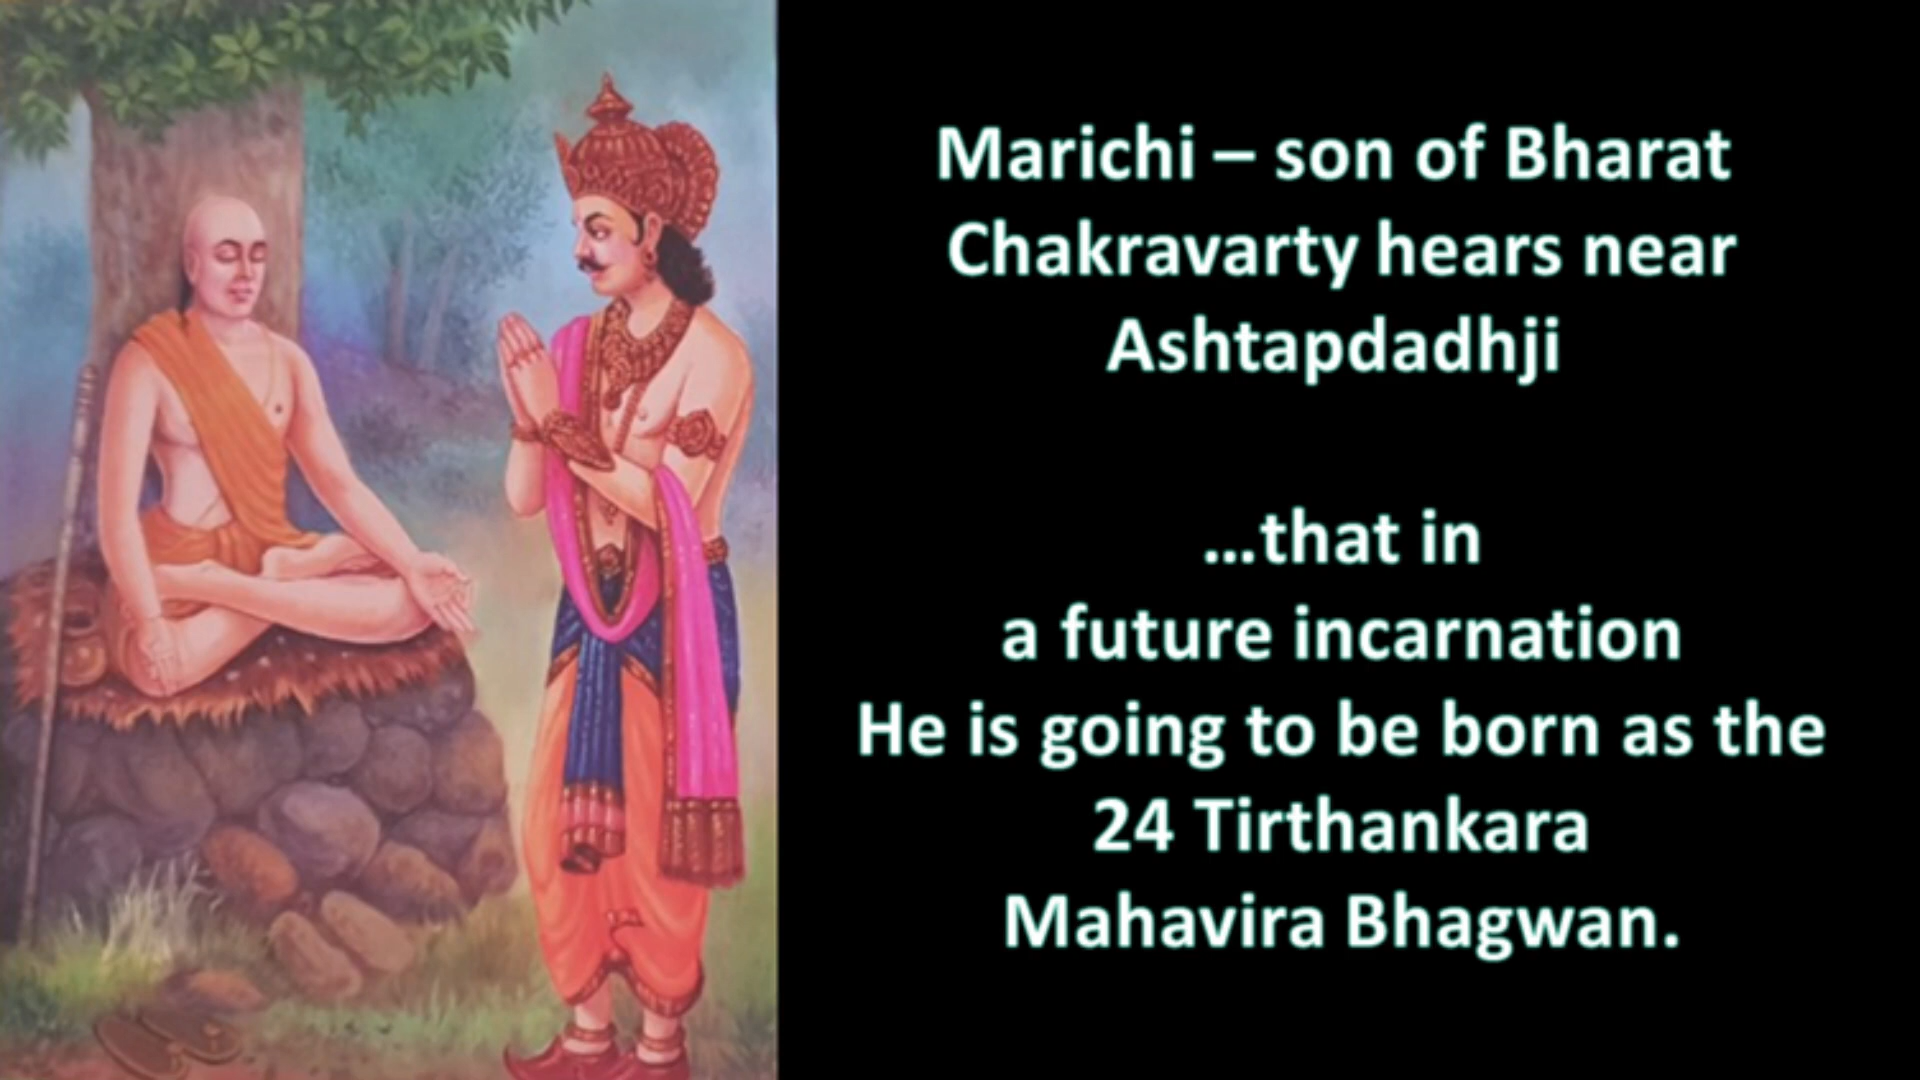 Marichi – son of Bharat
Chakravarty hears near
Ashtapdadhji
...that in
a future incarnation
He is going to be born as the
24 Tirthankara
Mahavira Bhagwan.